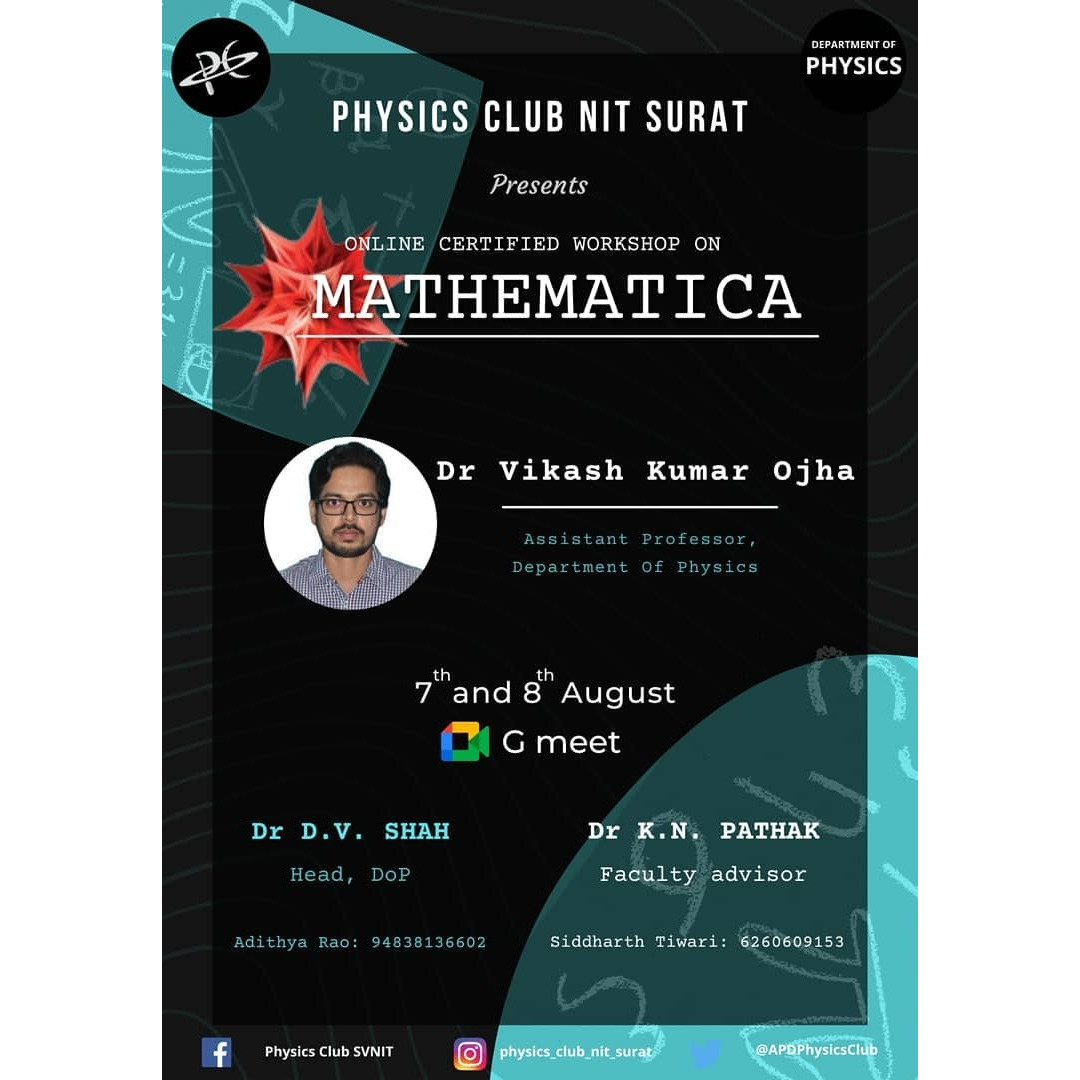 DEPARTMENT OF
PHYSICS
PHYSICS CLUB NIT SURAT
Presents
ONLINE CERTIFIED WORKSHOP ON
MATHEMATICA
Dr Vikash Kumar Ojha
Assistant Professor,
Department Of Physics
7th and 8th August
G meet
Dr D.V. SHAH
Head, DoP
Adithya Rao: 94838136602
Dr K.N. PATHAK
Faculty advisor
Siddharth Tiwari: 6260609153
Physics Club SVNIT
physics_club_nit_surat
@APDPhysicsClub